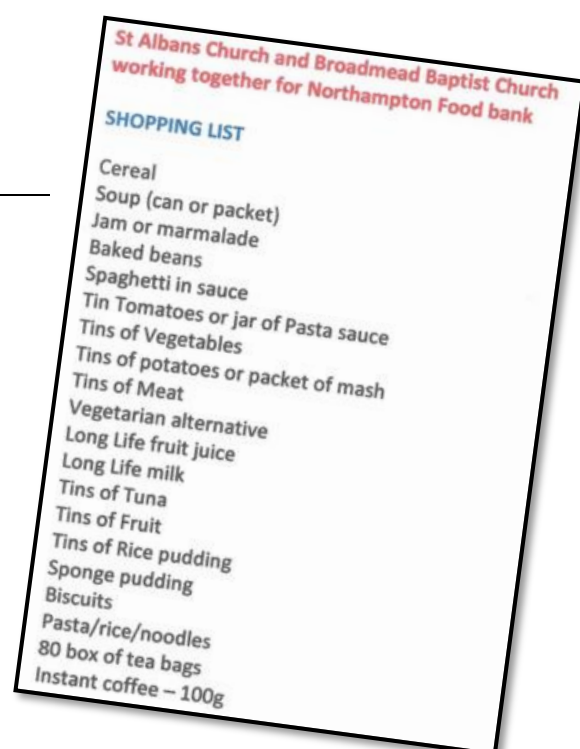 St Albans Church and Broadmead Baptist Church
working together for Northampton Food bank
SHOPPING LIST
Cereal
Soup (can or packet)
Jam or marmalade
Baked beans
Spaghetti in sauce
Tin Tomatoes or jar of Pasta sauce
Tins of Vegetables
Tins of potatoes or packet of mash
Tins of Meat
Vegetarian alternative
Long Life fruit juice
Long Life milk
Tins of Tuna
Tins of Fruit
Tins of Rice pudding
Sponge pudding
Biscuits
Pasta/rice/noodles
80 box of tea bags
Instant coffee – 100g